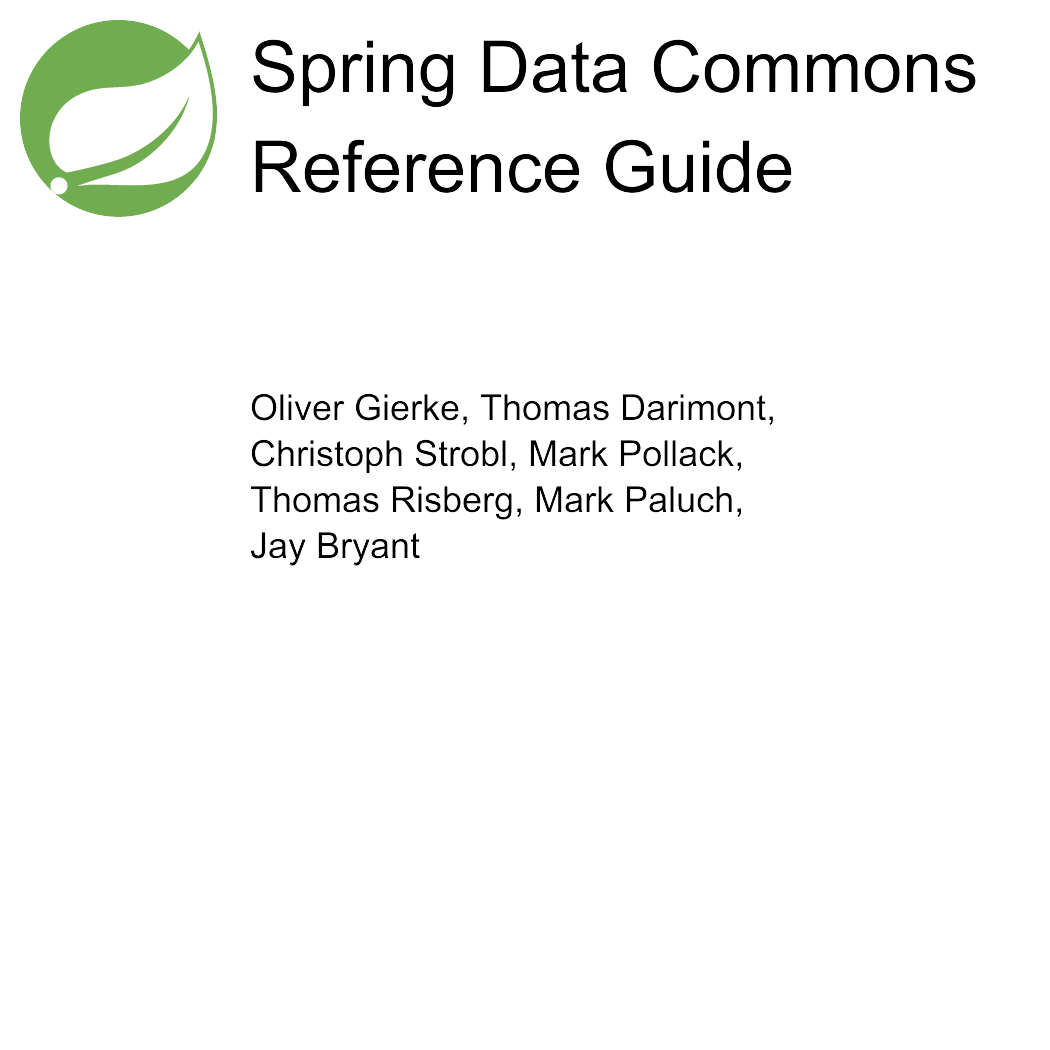 Spring Data Commons
Reference Guide
Oliver Gierke, Thomas Darimont,
Christoph Strobl, Mark Pollack,
Thomas Risberg, Mark Paluch,
Jay Bryant